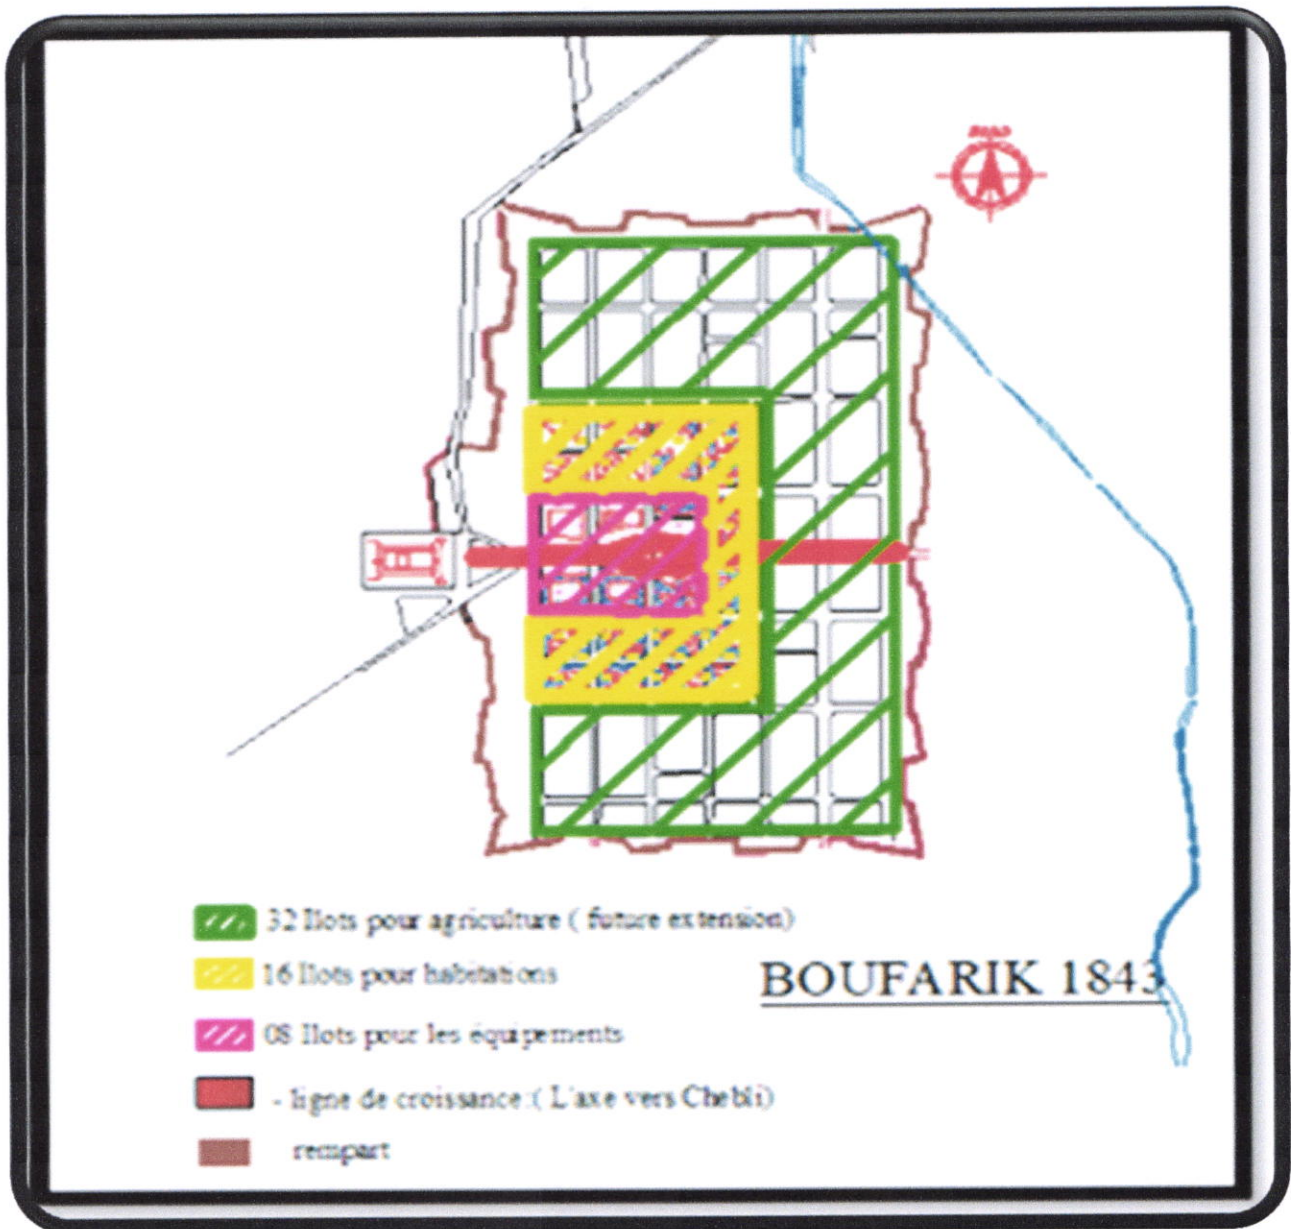 32 Ilots pour agriculture ( future extension)
16 Ilots pour habitations
BOUFARIK 1843
08 Ilots pour les équipements
- ligne de croissance :( L'axe vers Chebli)
rempart